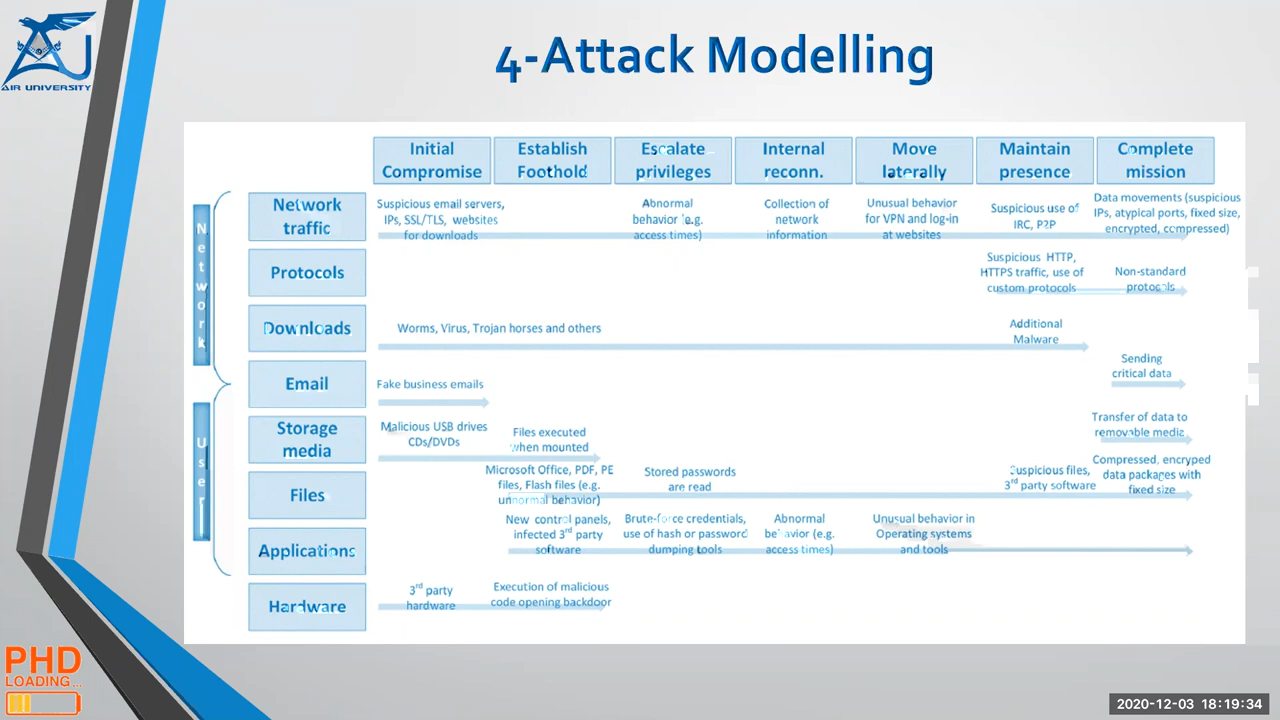 4-Attack Modelling
AIR UNIVERSITY
Initial
Compromise
Establish
Foothold
Escalate
privileges
Internal
reconn.
Move
laterally
Maintain
presence
Complete
mission
Network
User
Network
traffic
Suspicious email servers,
IPs, SSL/TLS, websites
for downloads
Abnormal
behavior (e.g.
access times)
Collection of
network
information
Unusual behavior
for VPN and log-in
at websites
Suspicious use of
IRC, P2P
Data movements (suspicious
IPs, atypical ports, fixed size,
encrypted, compressed)
Protocols
Suspicious HTTP,
HTTPS traffic, use of
custom protocols
Non-standard
protocols
Downloads
Worms, Virus, Trojan horses and others
Additional
Malware
Email
Fake business emails
Sending
critical data
Storage
media
Malicious USB drives
CDs/DVDs
Files executed
when mounted
Transfer of data to
removable media
Files
Microsoft Office, PDF, PE
files, Flash files (e.g.
unnormal behavior)
Stored passwords
are read
Suspicious files,
3rd party software
Compressed, encryped
data packages with
fixed size
Applications
New control panels,
infected 3rd party
software
Brute-force credentials,
use of hash or password
dumping tools
Abnormal
behavior (e.g.
access times)
Unusual behavior in
Operating systems
and tools
Hardware
3rd party
hardware
Execution of malicious
code opening backdoor
PHD
LOADING...
2020-12-03 18:19:34